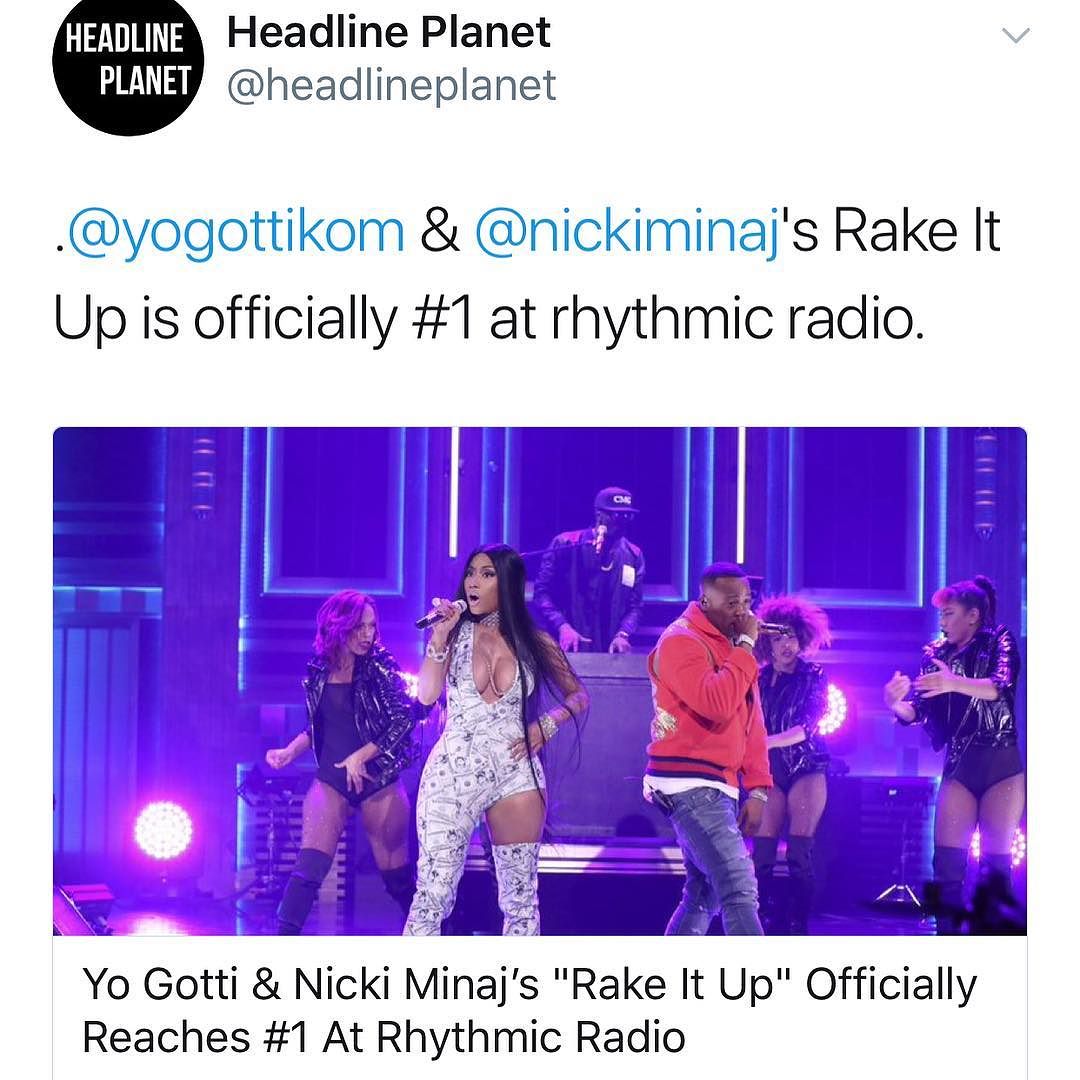 HEADLINE
PLANET
Headline Planet
@headlineplanet
.@yogottikom & @nickiminaj's Rake It
Up is officially #1 at rhythmic radio.
CMG
Yo Gotti & Nicki Minaj’s "Rake It Up" Officially
Reaches #1 At Rhythmic Radio